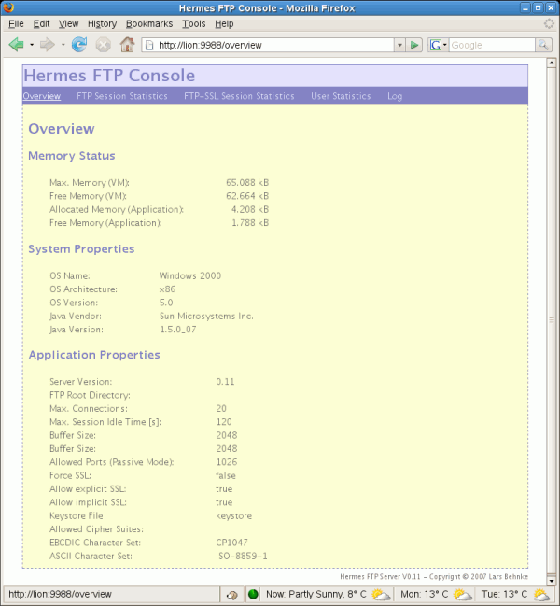 Hermes FTP Console - Mozilla Firefox
File Edit View History Bookmarks Tools Help
http://lion:9988/overview
Google
Hermes FTP Console
Overview FTP Session Statistics FTP-SSL Session Statistics User Statistics Log
Overview
Memory Status
Max. Memory (VM): 65.088 kB
Free Memory (VM): 62.664 kB
Allocated Memory (Application): 4.208 kB
Free Memory (Application): 1.788 kB
System Properties
OS Name: Windows 2000
OS Architecture: x86
OS Version: 5.0
Java Vendor: Sun Microsystems Inc.
Java Version: 1.5.0_07
Application Properties
Server Version: 0.11
FTP Root Directory:
Max. Connections: 20
Max. Session Idle Time [s]: 120
Buffer Size: 2048
Buffer Size: 2048
Allowed Ports (Passive Mode): 1026
Force SSL: false
Allow explicit SSL: true
Allow implicit SSL: true
Keystore File keystore
Allowed Cipher Suites:
EBCDIC Character Set: CP1047
ASCII Character Set: ISO-8859-1
Hermes FTP Server V0.11 - Copyright © 2007 Lars Behnke
http://lion:9988/overview Now: Partly Sunny, 8° C Mon: 13° C Tue: 13° C